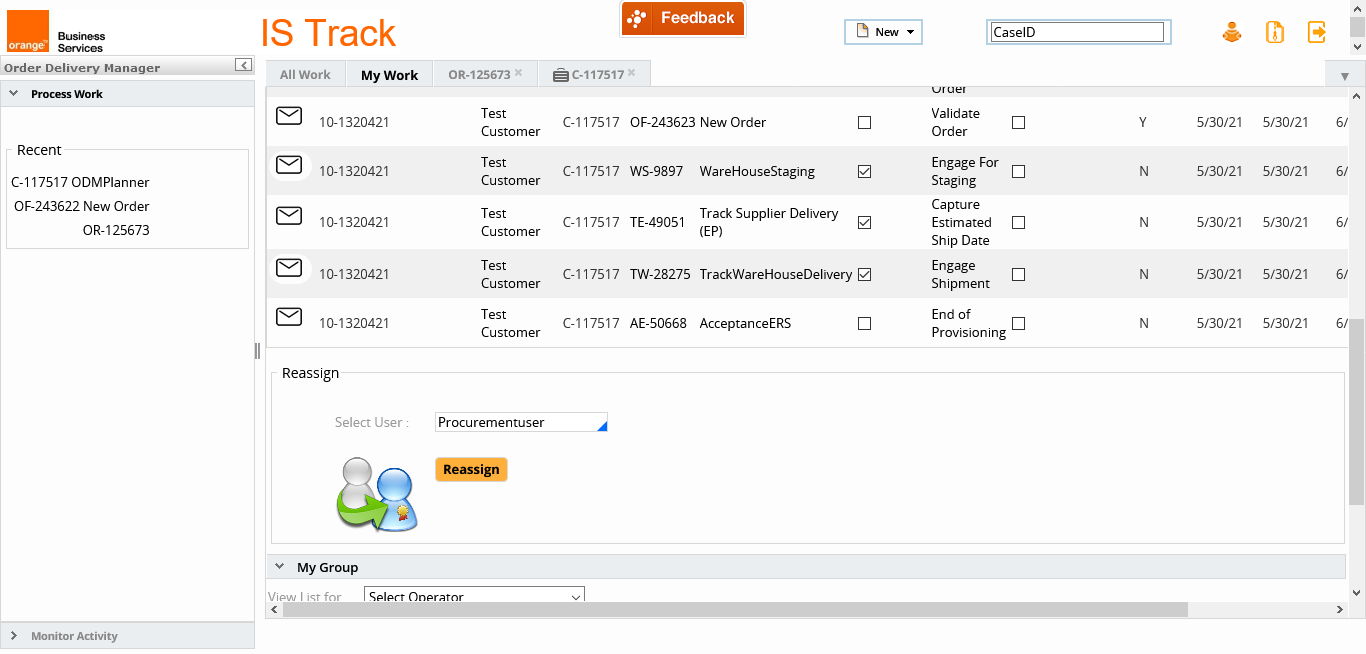 Feedback
IS Track
New
CaseID
orange™
Business
Services
Order Delivery Manager
All Work
My Work
OR-125673
C-117517
Process Work
Recent
C-117517 ODMPlanner
OF-243622 New Order
OR-125673
Order
10-1320421 Test Customer C-117517 OF-243623 New Order Validate Order Y 5/30/21 5/30/21 6/
10-1320421 Test Customer C-117517 WS-9897 WareHouseStaging Engage For Staging N 5/30/21 5/30/21 6/
10-1320421 Test Customer C-117517 TE-49051 Track Supplier Delivery (EP) Capture Estimated Ship Date N 5/30/21 5/30/21 6/
10-1320421 Test Customer C-117517 TW-28275 TrackWareHouseDelivery Engage Shipment N 5/30/21 5/30/21 6/
10-1320421 Test Customer C-117517 AE-50668 AcceptanceERS End of Provisioning N 5/30/21 5/30/21 6/
Reassign
Select User : Procurementuser
Reassign
My Group
View List for Select Operator
Monitor Activity